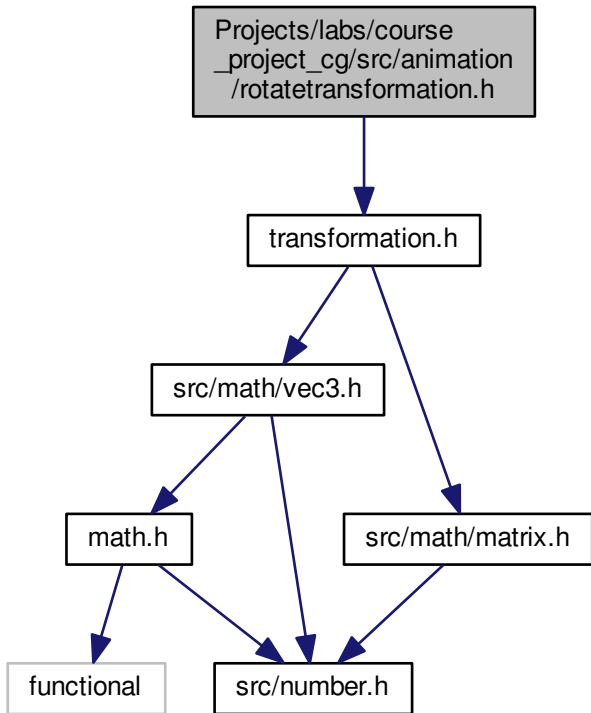 Projects/labs/course
_project_cg/src/animation
/rotatetransformation.h
transformation.h
src/math/vec3.h
math.h
src/math/matrix.h
functional
src/number.h